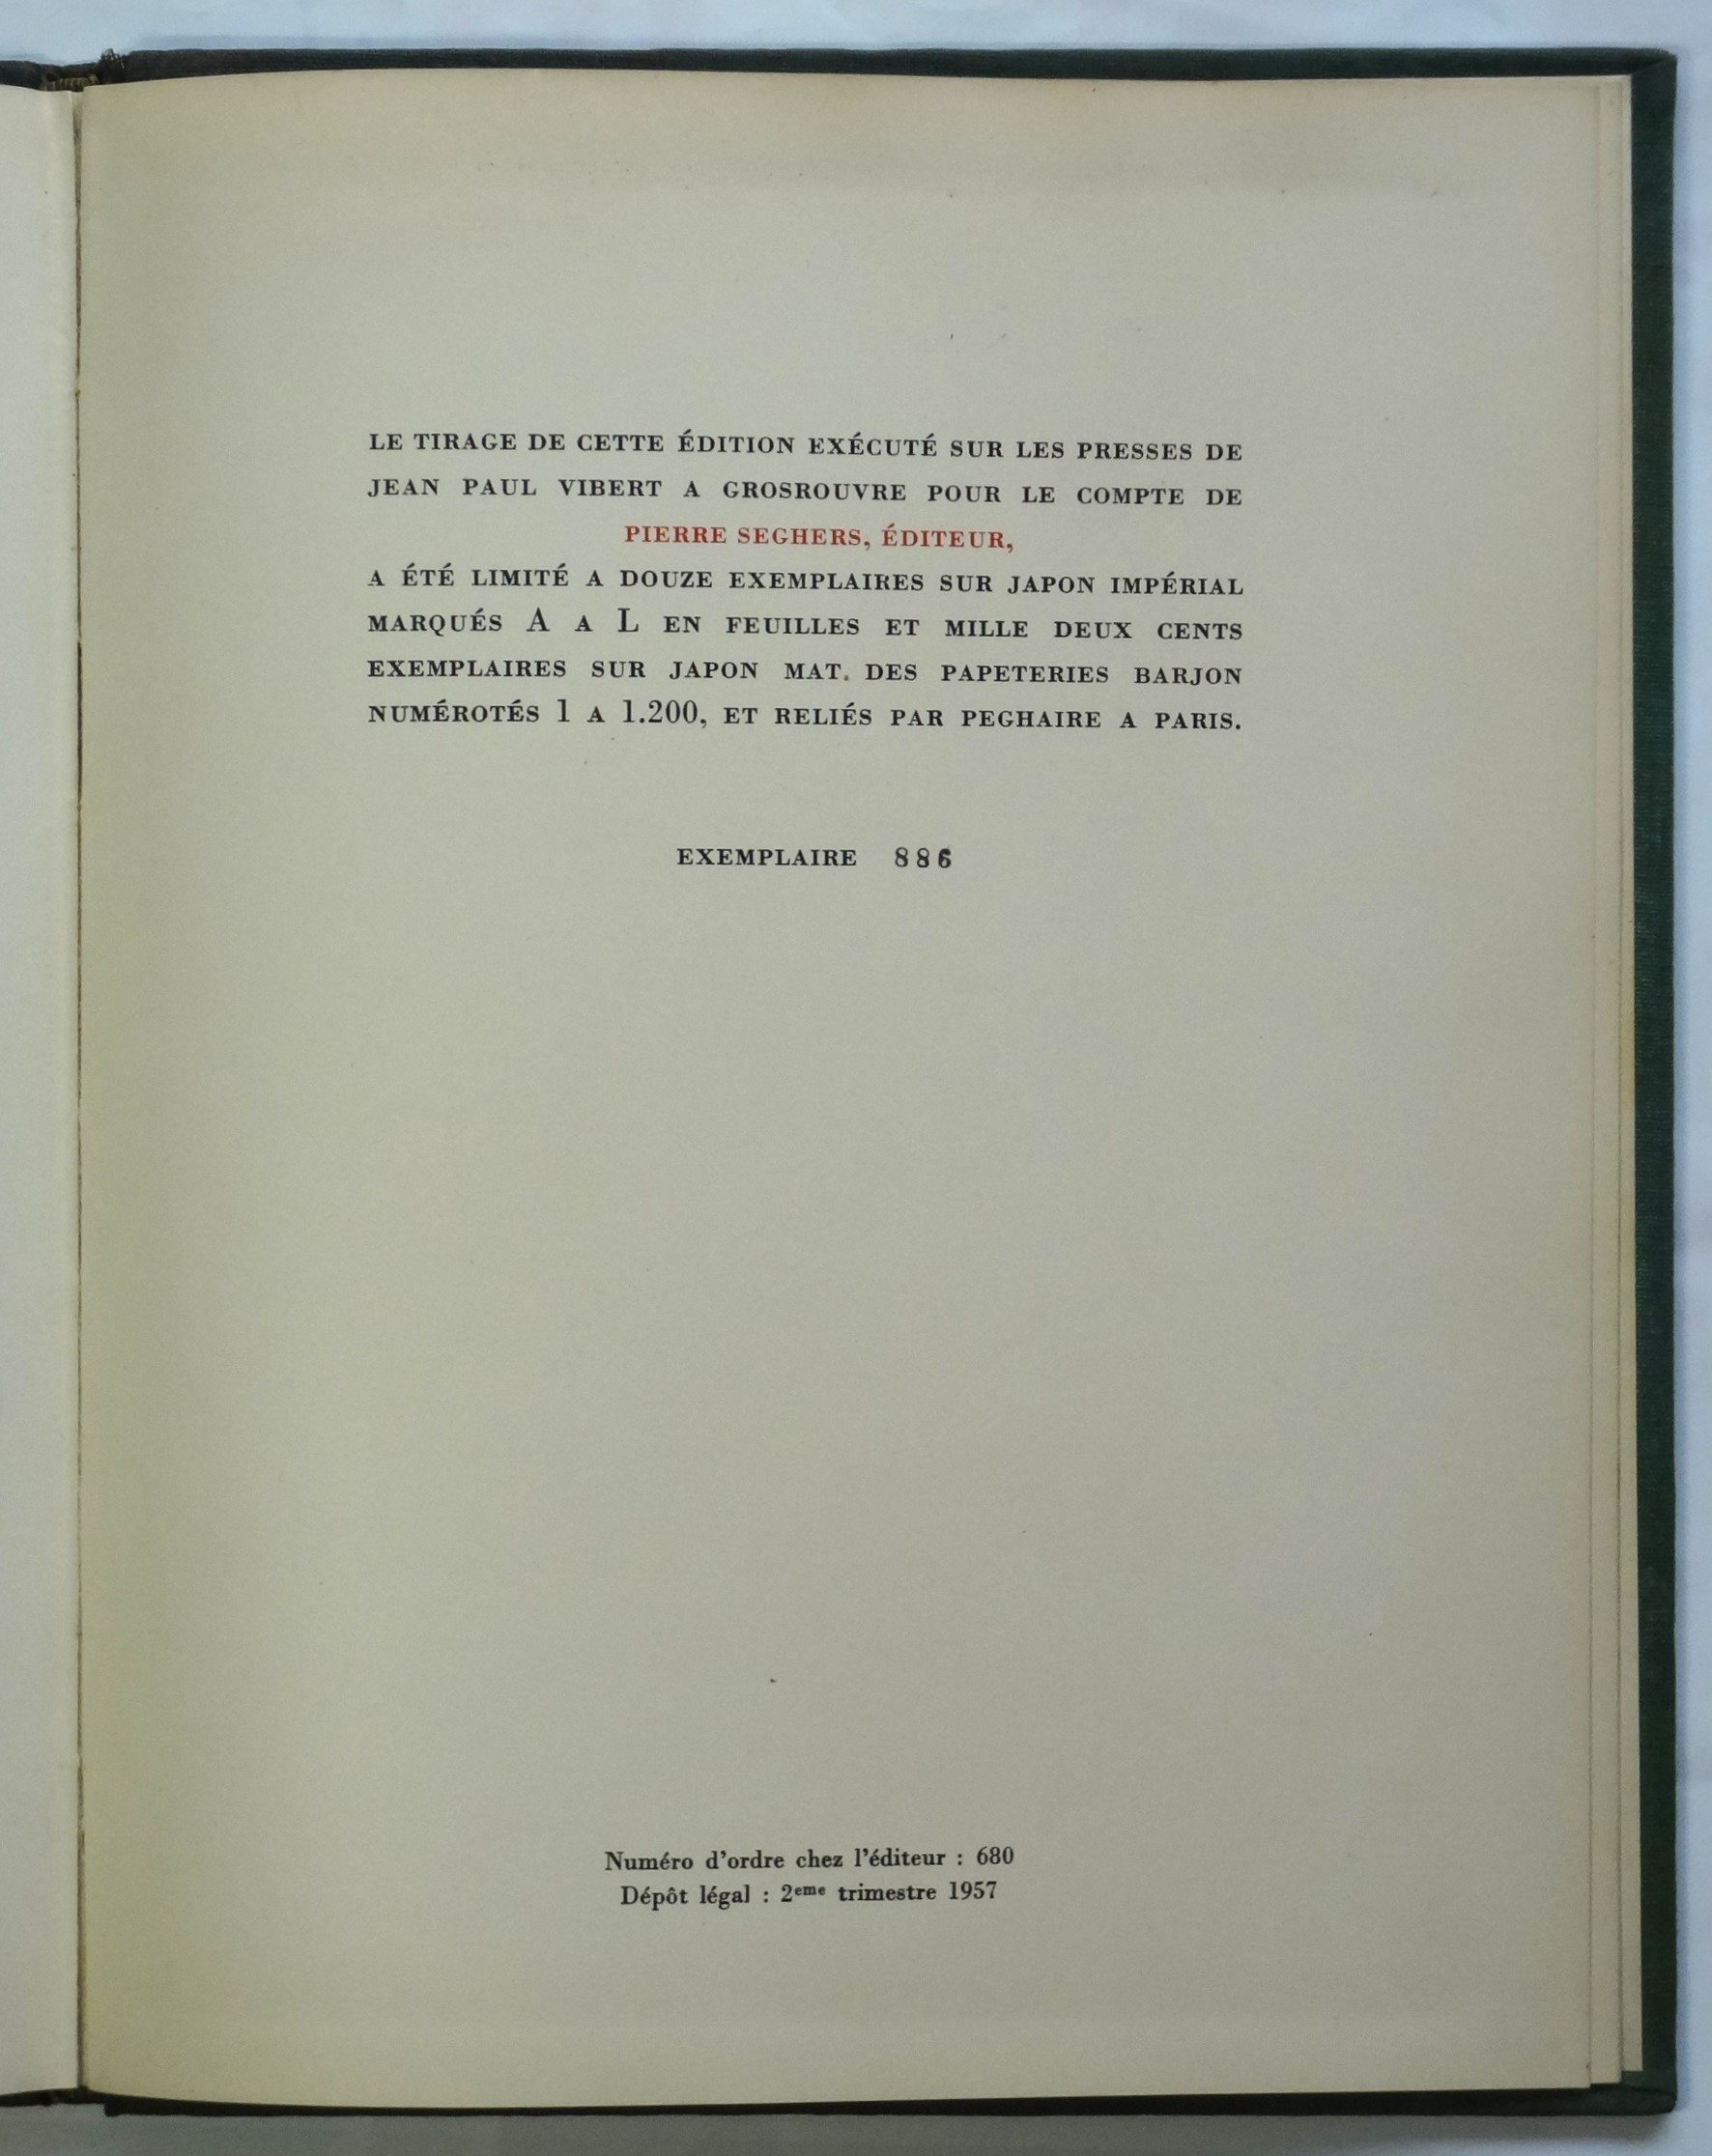 LE TIRAGE DE CETTE ÉDITION EXÉCUTÉ SUR LES PRESSES DE
JEAN PAUL VIBERT A GROSROUVRE POUR LE COMPTE DE
PIERRE SEGHERS, ÉDITEUR,
A ÉTÉ LIMITÉ A DOUZE EXEMPLAIRES SUR JAPON IMPÉRIAL
MARQUÉS A A L EN FEUILLES ET MILLE DEUX CENTS
EXEMPLAIRES SUR JAPON MAT. DES PAPETERIES BARJON
NUMÉROTÉS 1 A 1.200, ET RELIÉS PAR PEGHAIRE A PARIS.
EXEMPLAIRE 886
Numéro d'ordre chez l'éditeur : 680
Dépôt légal : 2eme trimestre 1957